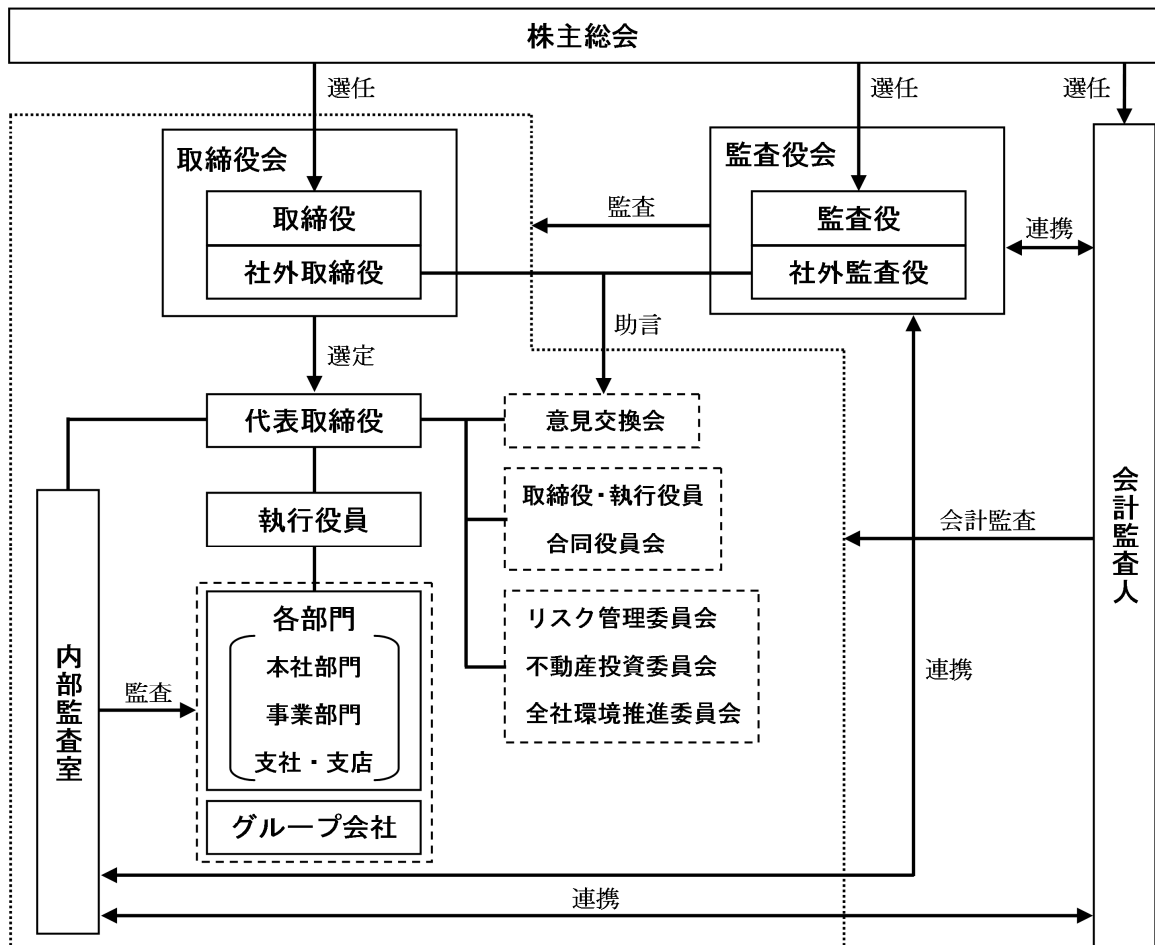 株主総会
選任
選任
選任
取締役会
監査役会
取締役
監査
監査役
連携
社外取締役
社外監査役
助言
選定
代表取締役
意見交換会
取締役・執行役員
合同役員会
執行役員
会計監査
会計監査人
各部門
本社部門
事業部門
支社・支店
リスク管理委員会
不動産投資委員会
全社環境推進委員会
内部監査室
監査
連携
グループ会社
連携